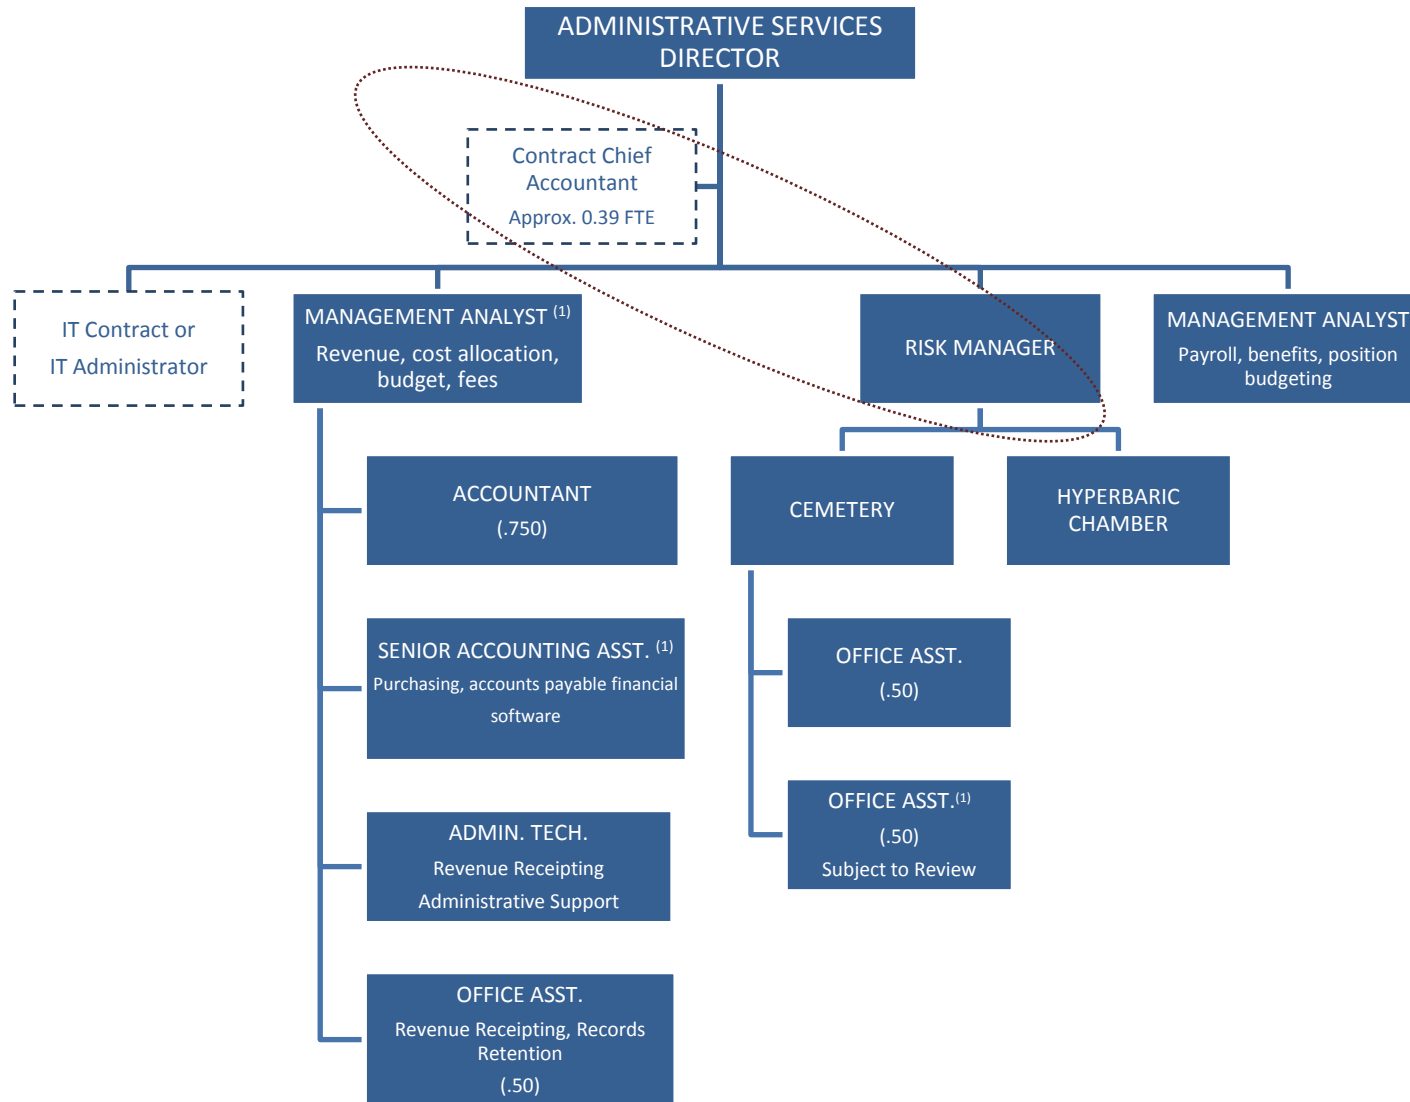 ADMINISTRATIVE SERVICES
DIRECTOR
Contract Chief
Accountant
Approx. 0.39 FTE
IT Contract or
IT Administrator
MANAGEMENT ANALYST (1)
Revenue, cost allocation,
budget, fees
RISK MANAGER
MANAGEMENT ANALYST
Payroll, benefits, position
budgeting
ACCOUNTANT
(.750)
CEMETERY
HYPERBARIC
CHAMBER
SENIOR ACCOUNTING ASST. (1)
Purchasing, accounts payable financial
software
OFFICE ASST.
(.50)
OFFICE ASST.(1)
(.50)
Subject to Review
ADMIN. TECH.
Revenue Receipting
Administrative Support
OFFICE ASST.
Revenue Receipting, Records
Retention
(.50)